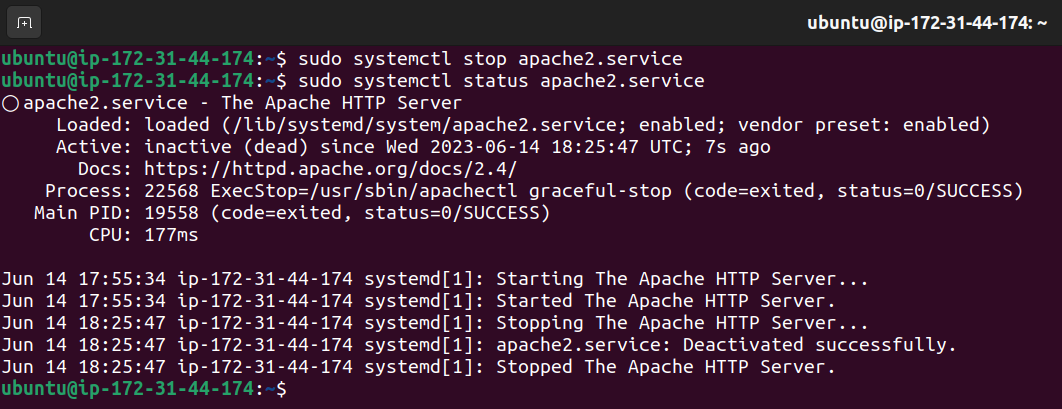 ubuntu@ip-172-31-44-174: ~
ubuntu@ip-172-31-44-174:~$ sudo systemctl stop apache2.service
ubuntu@ip-172-31-44-174:~$ sudo systemctl status apache2.service
○ apache2.service - The Apache HTTP Server
     Loaded: loaded (/lib/systemd/system/apache2.service; enabled; vendor preset: enabled)
     Active: inactive (dead) since Wed 2023-06-14 18:25:47 UTC; 7s ago
       Docs: https://httpd.apache.org/docs/2.4/
    Process: 22568 ExecStop=/usr/sbin/apachectl graceful-stop (code=exited, status=0/SUCCESS)
   Main PID: 19558 (code=exited, status=0/SUCCESS)
        CPU: 177ms

Jun 14 17:55:34 ip-172-31-44-174 systemd[1]: Starting The Apache HTTP Server...
Jun 14 17:55:34 ip-172-31-44-174 systemd[1]: Started The Apache HTTP Server.
Jun 14 18:25:47 ip-172-31-44-174 systemd[1]: Stopping The Apache HTTP Server...
Jun 14 18:25:47 ip-172-31-44-174 systemd[1]: apache2.service: Deactivated successfully.
Jun 14 18:25:47 ip-172-31-44-174 systemd[1]: Stopped The Apache HTTP Server.
ubuntu@ip-172-31-44-174:~$